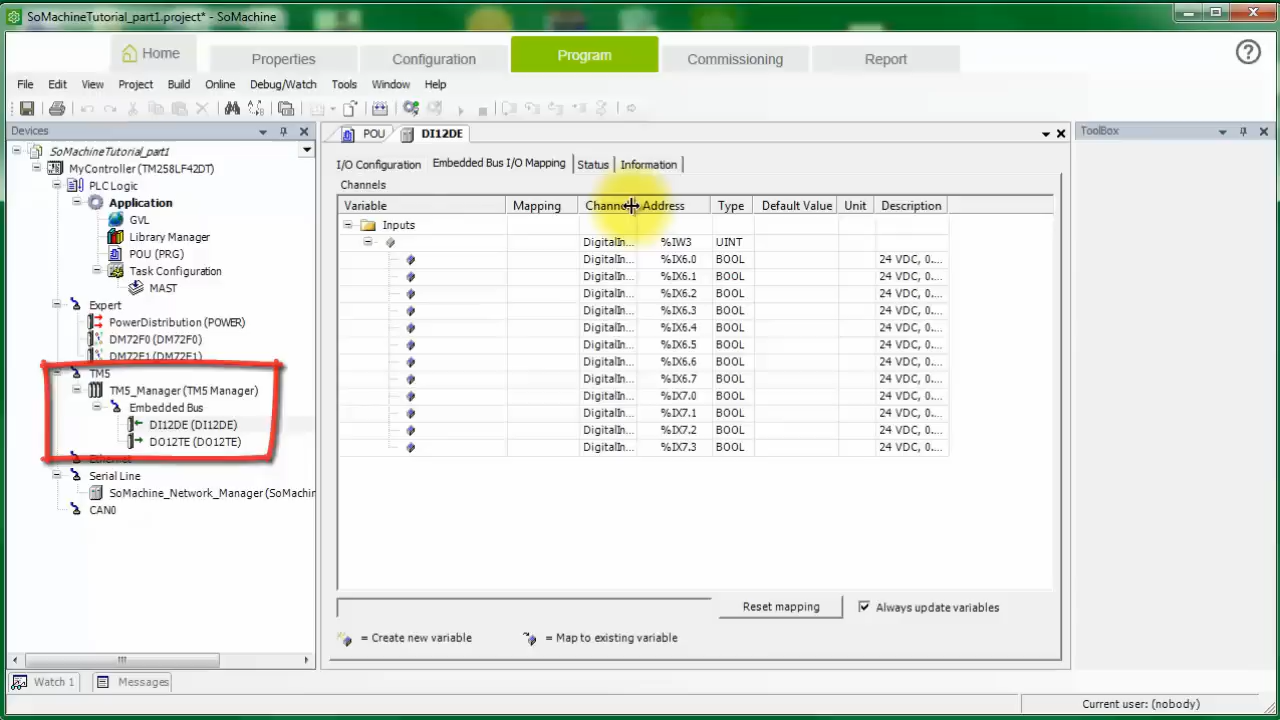 SoMachineTutorial_part1.project* - SoMachine
Home
Properties
Configuration
Program
Commissioning
Report
File Edit View Project Build Online Debug/Watch Tools Window Help
Devices
POU
DI12DE
ToolBox
SoMachineTutorial_part1
MyController (TM258LF42DT)
PLC Logic
Application
GVL
Library Manager
POU (PRG)
Task Configuration
MAST
Expert
PowerDistribution (POWER)
DM72F0 (DM72F0)
DM72F1 (DM72F1)
TM5
TM5_Manager (TM5 Manager)
Embedded Bus
DI12DE (DI12DE)
DO12TE (DO12TE)
Ethernet
Serial Line
SoMachine_Network_Manager (SoMachin
CAN0
I/O Configuration Embedded Bus I/O Mapping Status Information
Channels
Variable Mapping Channel Address Type Default Value Unit Description
Inputs
DigitalIn... %IW3 UINT
DigitalIn... %IX6.0 BOOL 24 VDC, 0....
DigitalIn... %IX6.1 BOOL 24 VDC, 0....
DigitalIn... %IX6.2 BOOL 24 VDC, 0....
DigitalIn... %IX6.3 BOOL 24 VDC, 0....
DigitalIn... %IX6.4 BOOL 24 VDC, 0....
DigitalIn... %IX6.5 BOOL 24 VDC, 0....
DigitalIn... %IX6.6 BOOL 24 VDC, 0....
DigitalIn... %IX6.7 BOOL 24 VDC, 0....
DigitalIn... %IX7.0 BOOL 24 VDC, 0....
DigitalIn... %IX7.1 BOOL 24 VDC, 0....
DigitalIn... %IX7.2 BOOL 24 VDC, 0....
DigitalIn... %IX7.3 BOOL 24 VDC, 0....
Reset mapping
Always update variables
= Create new variable
= Map to existing variable
Watch 1
Messages
Current user: (nobody)